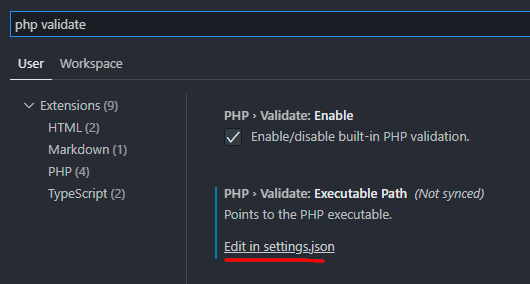 php validate
User Workspace
Extensions (9)
HTML (2)
Markdown (1)
PHP (4)
TypeScript (2)
PHP › Validate: Enable
Enable/disable built-in PHP validation.
PHP › Validate: Executable Path (Not synced)
Points to the PHP executable.
Edit in settings.json